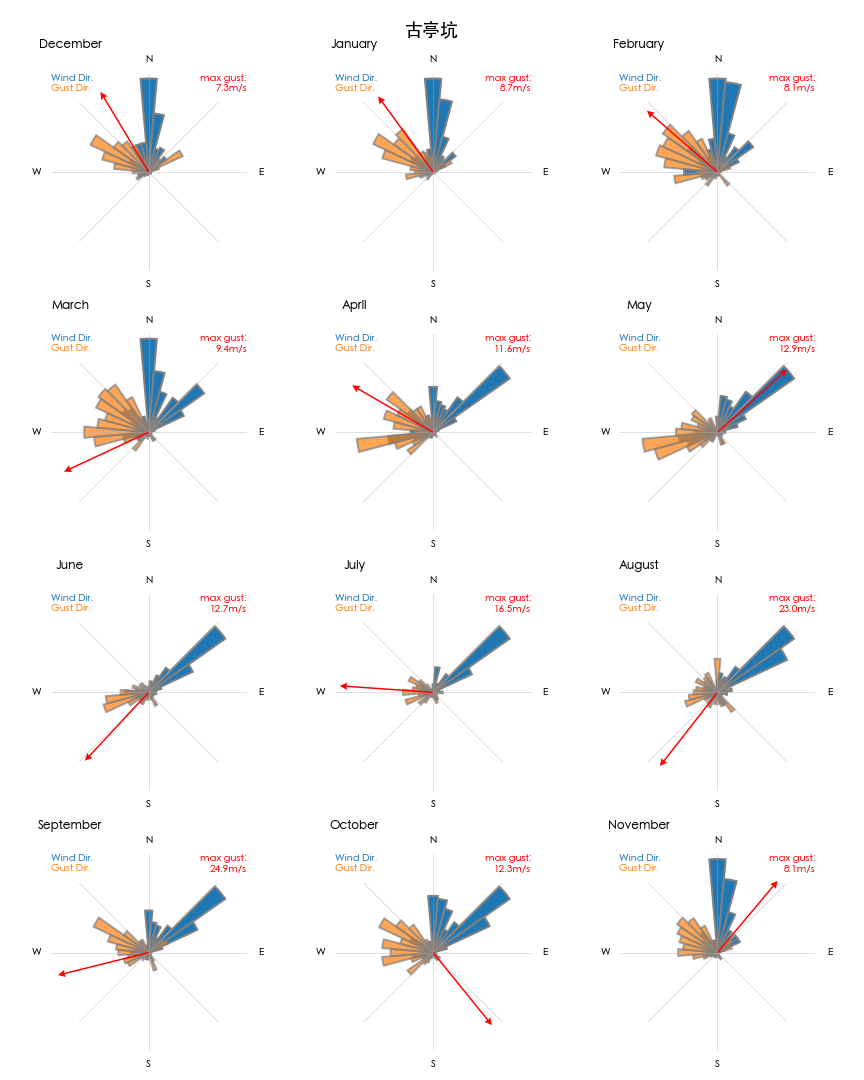 古亭坑
December
January
February
N
N
N
Wind Dir.
Gust Dir.
max gust:
7.3m/s
Wind Dir.
Gust Dir.
max gust:
8.7m/s
Wind Dir.
Gust Dir.
max gust:
8.1m/s
W
E
W
E
W
E
S
S
S
March
April
May
N
N
N
Wind Dir.
Gust Dir.
max gust:
9.4m/s
Wind Dir.
Gust Dir.
max gust:
11.6m/s
Wind Dir.
Gust Dir.
max gust:
12.9m/s
W
E
W
E
W
E
S
S
S
June
July
August
N
N
N
Wind Dir.
Gust Dir.
max gust:
12.7m/s
Wind Dir.
Gust Dir.
max gust:
16.5m/s
Wind Dir.
Gust Dir.
max gust:
23.0m/s
W
E
W
E
W
E
S
S
S
September
October
November
N
N
N
Wind Dir.
Gust Dir.
max gust:
24.9m/s
Wind Dir.
Gust Dir.
max gust:
12.3m/s
Wind Dir.
Gust Dir.
max gust:
8.1m/s
W
E
W
E
W
E
S
S
S